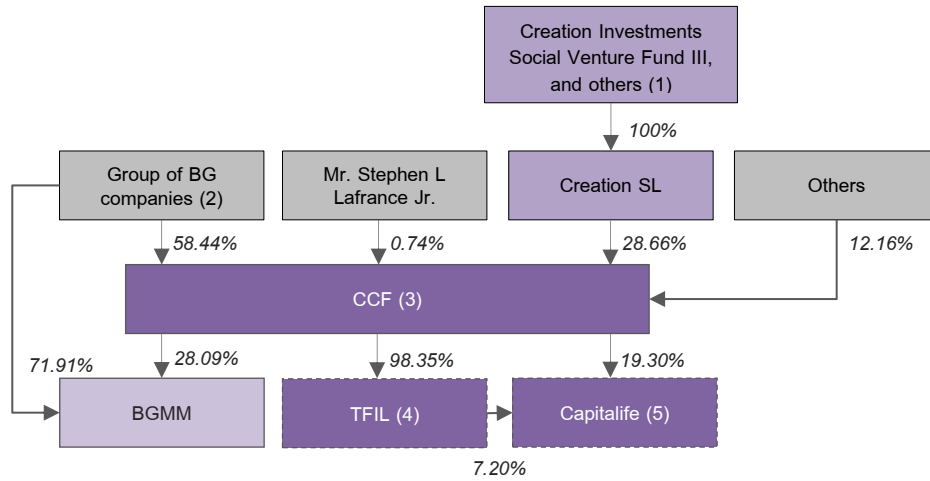 Creation Investments
Social Venture Fund III,
and others (1)
100%
Group of BG
companies (2)
Mr. Stephen L
Lafrance Jr.
Creation SL
Others
58.44%
0.74%
28.66%
12.16%
CCF (3)
71.91%
28.09%
98.35%
19.30%
BGMM
TFIL (4)
Capitalife (5)
7.20%